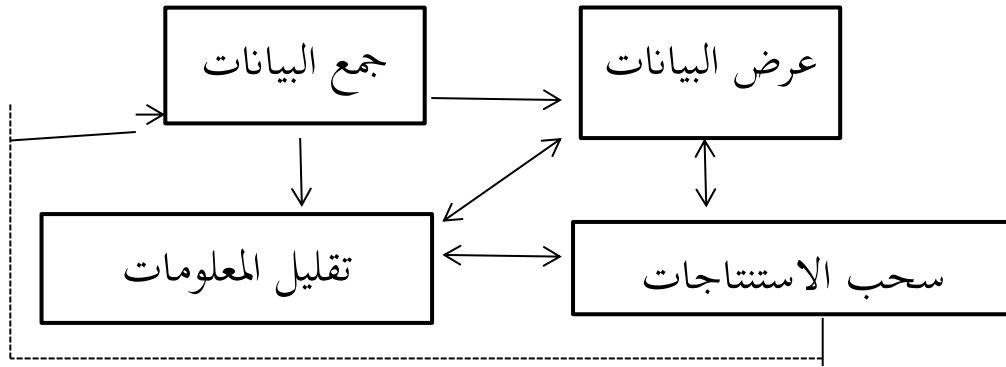 جمع البيانات
عرض البيانات
تقليل المعلومات
سحب الاستنتاجات